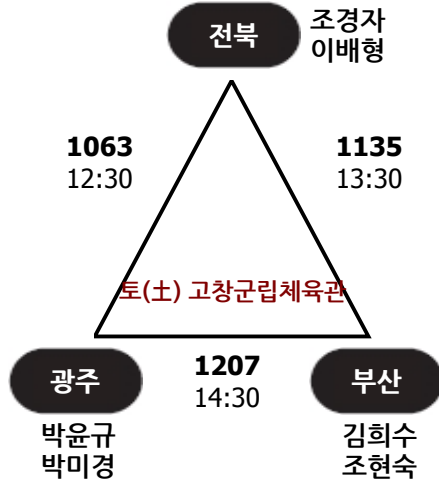 전북
조경자
이배형
1063
12:30
1135
13:30
토(土) 고창군립체육관
광주
1207
14:30
부산
박윤규
박미경
김희수
조현숙